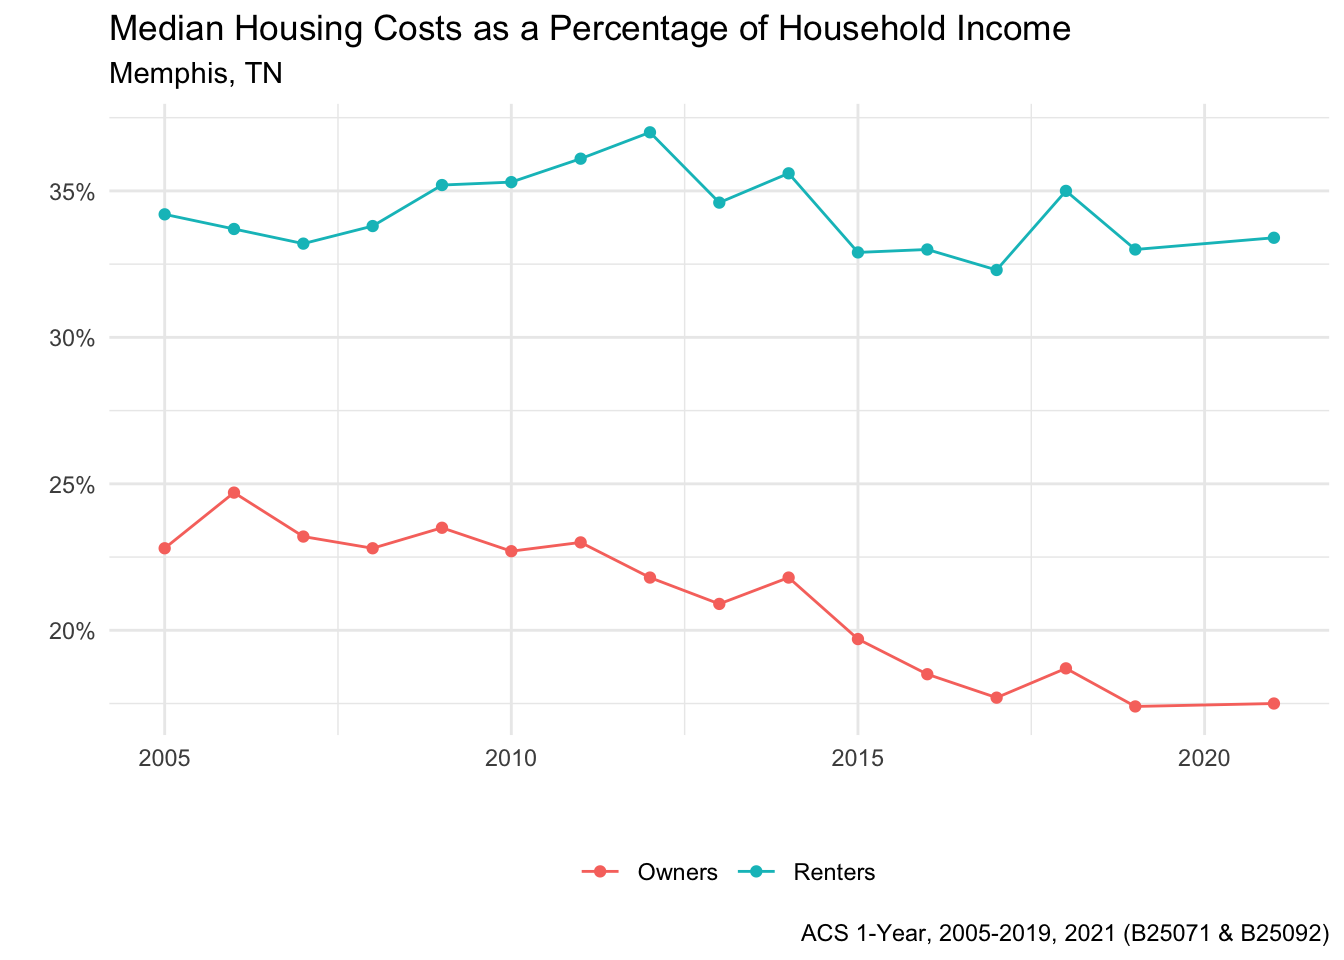 Median Housing Costs as a Percentage of Household Income
Memphis, TN
35%
30%
25%
20%
2005 2010 2015 2020
Owners Renters
ACS 1-Year, 2005-2019, 2021 (B25071 & B25092)